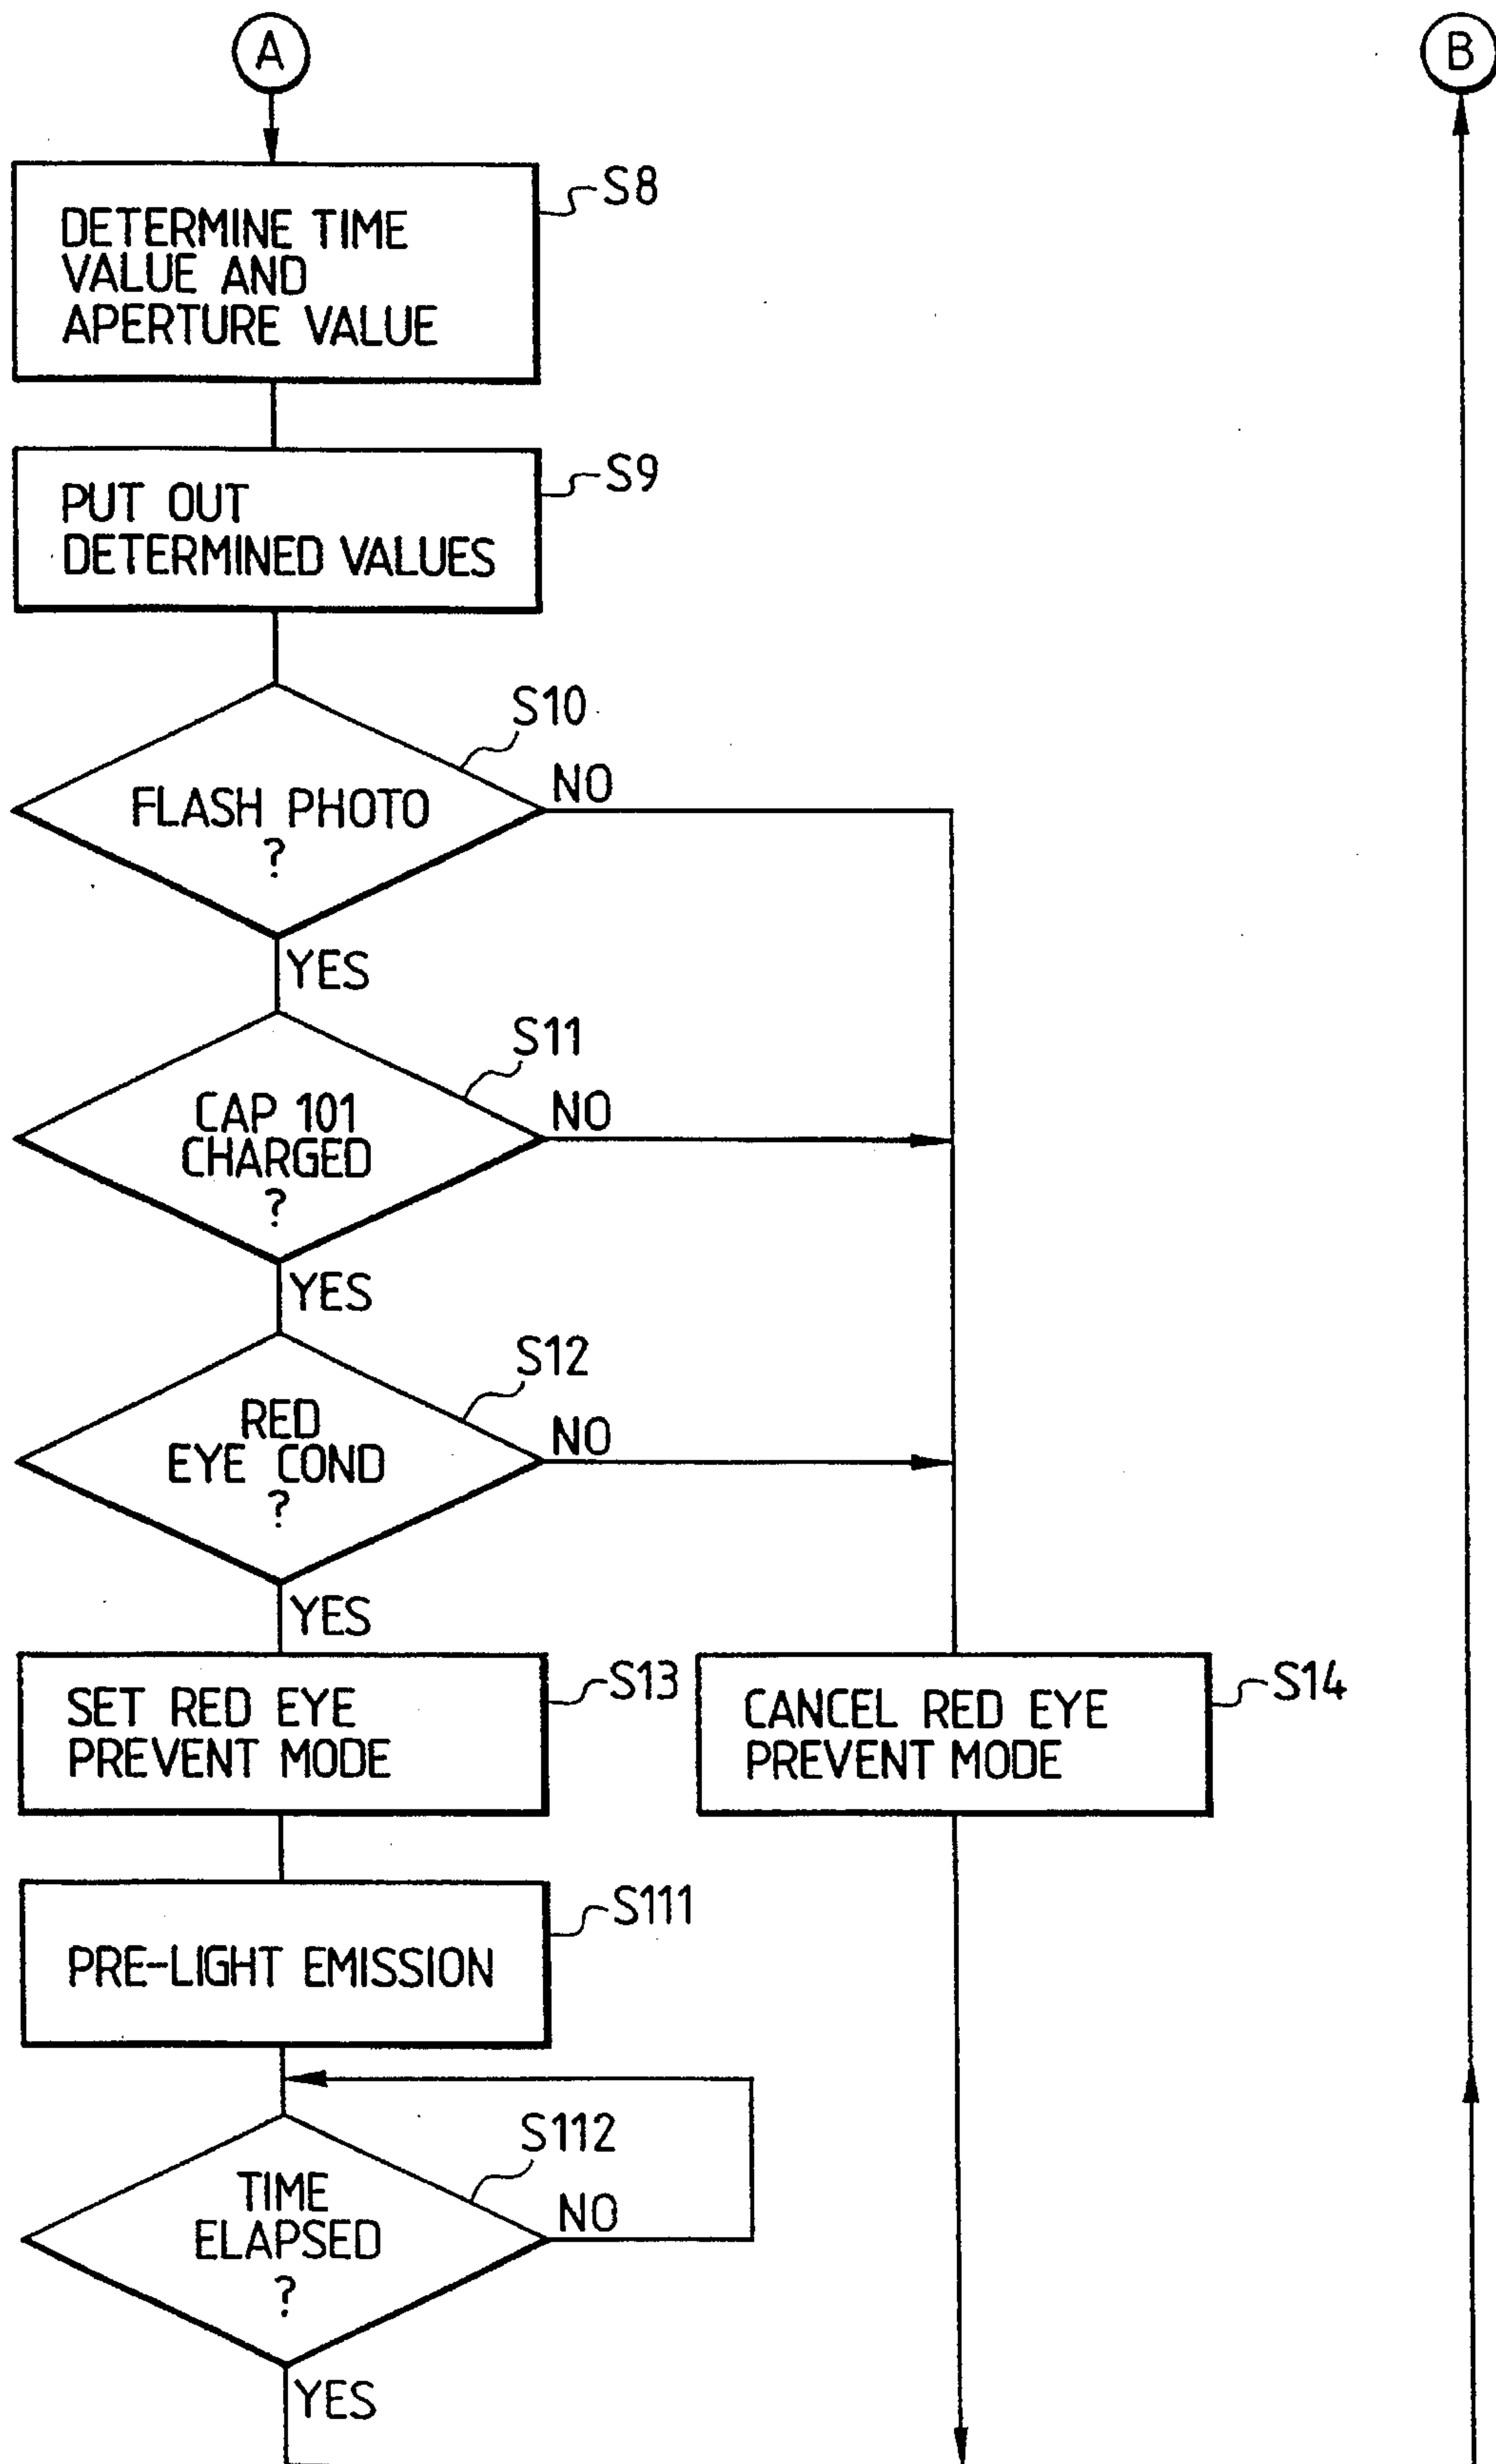 A
B
S8
DETERMINE TIME
VALUE AND
APERTURE VALUE
S9
PUT OUT
DETERMINED VALUES
S10
FLASH PHOTO
?
NO
YES
S11
CAP 101
CHARGED
?
NO
YES
S12
RED
EYE COND
?
NO
YES
S13
SET RED EYE
PREVENT MODE
S14
CANCEL RED EYE
PREVENT MODE
S111
PRE-LIGHT EMISSION
S112
TIME
ELAPSED
?
NO
YES